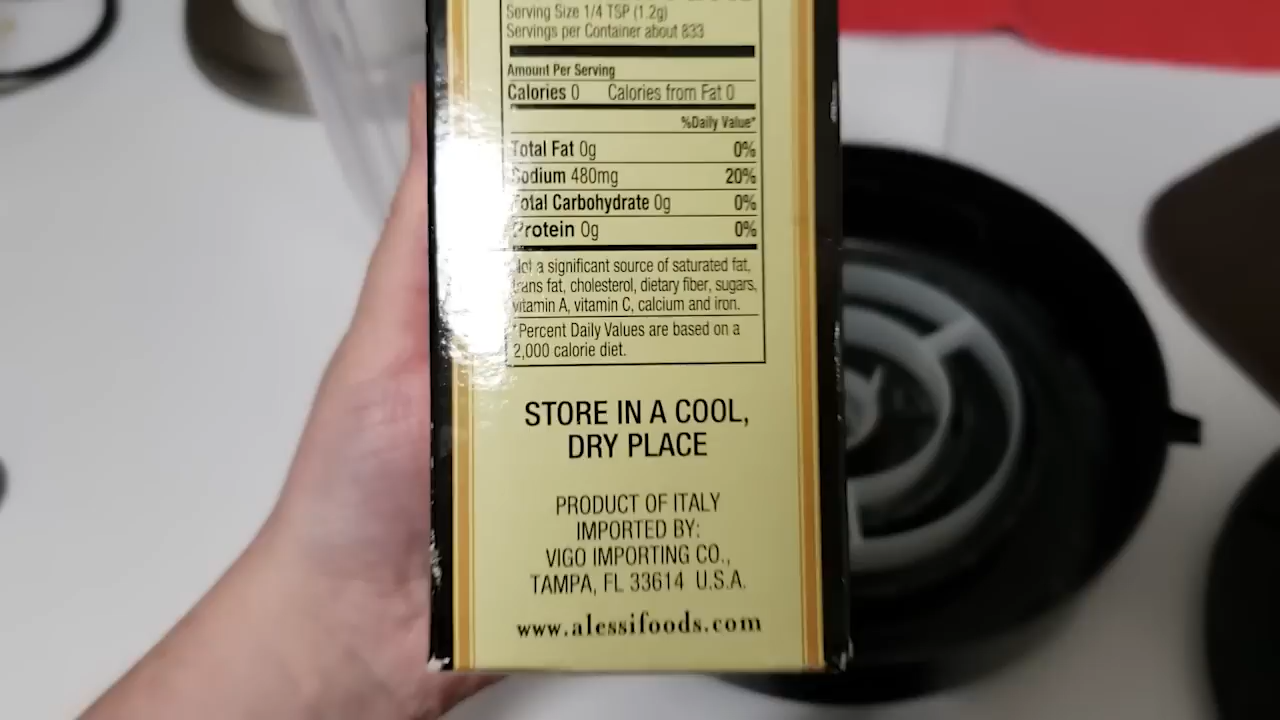 Serving Size 1/4 TSP (1.2g)
Servings per Container about 833
Amount Per Serving
Calories 0 Calories from Fat 0
%Daily Value*
Total Fat 0g 0%
Sodium 480mg 20%
Total Carbohydrate 0g 0%
Protein 0g 0%
Not a significant source of saturated fat,
trans fat, cholesterol, dietary fiber, sugars,
vitamin A, vitamin C, calcium and iron.
*Percent Daily Values are based on a
2,000 calorie diet.
STORE IN A COOL,
DRY PLACE
PRODUCT OF ITALY
IMPORTED BY:
VIGO IMPORTING CO.,
TAMPA, FL 33614 U.S.A.
www.alessifoods.com